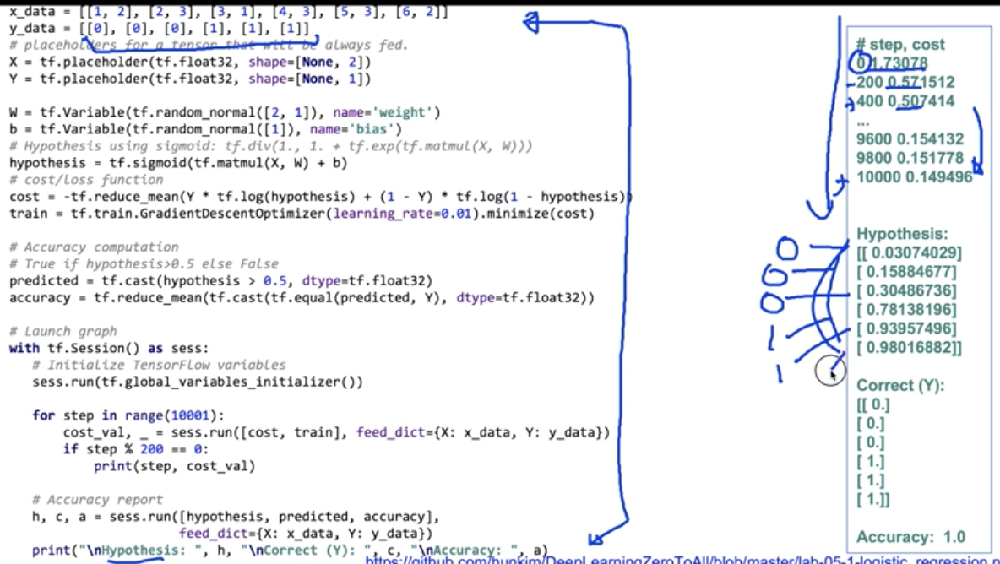 x_data = [[1, 2], [2, 3], [3, 1], [4, 3], [5, 3], [6, 2]]
y_data = [[0], [0], [0], [1], [1], [1]]
# placeholders for a tensor that will be always fed.
X = tf.placeholder(tf.float32, shape=[None, 2])
Y = tf.placeholder(tf.float32, shape=[None, 1])
W = tf.Variable(tf.random_normal([2, 1]), name='weight')
b = tf.Variable(tf.random_normal([1]), name='bias')
# Hypothesis using sigmoid: tf.div(1., 1. + tf.exp(tf.matmul(X, W)))
hypothesis = tf.sigmoid(tf.matmul(X, W) + b)
# cost/loss function
cost = -tf.reduce_mean(Y * tf.log(hypothesis) + (1 - Y) * tf.log(1 - hypothesis))
train = tf.train.GradientDescentOptimizer(learning_rate=0.01).minimize(cost)
# Accuracy computation
# True if hypothesis>0.5 else False
predicted = tf.cast(hypothesis > 0.5, dtype=tf.float32)
accuracy = tf.reduce_mean(tf.cast(tf.equal(predicted, Y), dtype=tf.float32))
# Launch graph
with tf.Session() as sess:
# Initialize TensorFlow variables
sess.run(tf.global_variables_initializer())
for step in range(10001):
cost_val, _ = sess.run([cost, train], feed_dict={X: x_data, Y: y_data})
if step % 200 == 0:
print(step, cost_val)
# Accuracy report
h, c, a = sess.run([hypothesis, predicted, accuracy],
feed_dict={X: x_data, Y: y_data})
print("\nHypothesis: ", h, "\nCorrect (Y): ", c, "\nAccuracy: ", a)
# step, cost
0 1.73078
200 0.571512
400 0.507414
...
9600 0.154132
9800 0.151778
10000 0.149496
Hypothesis:
[[ 0.03074029]
[ 0.15884677]
[ 0.30486736]
[ 0.78138196]
[ 0.93957496]
[ 0.98016882]]
0
0
0
1
1
Correct (Y):
[[ 0.]
[ 0.]
[ 0.]
[ 1.]
[ 1.]
[ 1.]]
Accuracy: 1.0
https://github.com/hunkim/DeepLearningZeroToAll/blob/master/lab-05-1-logistic_regression.p